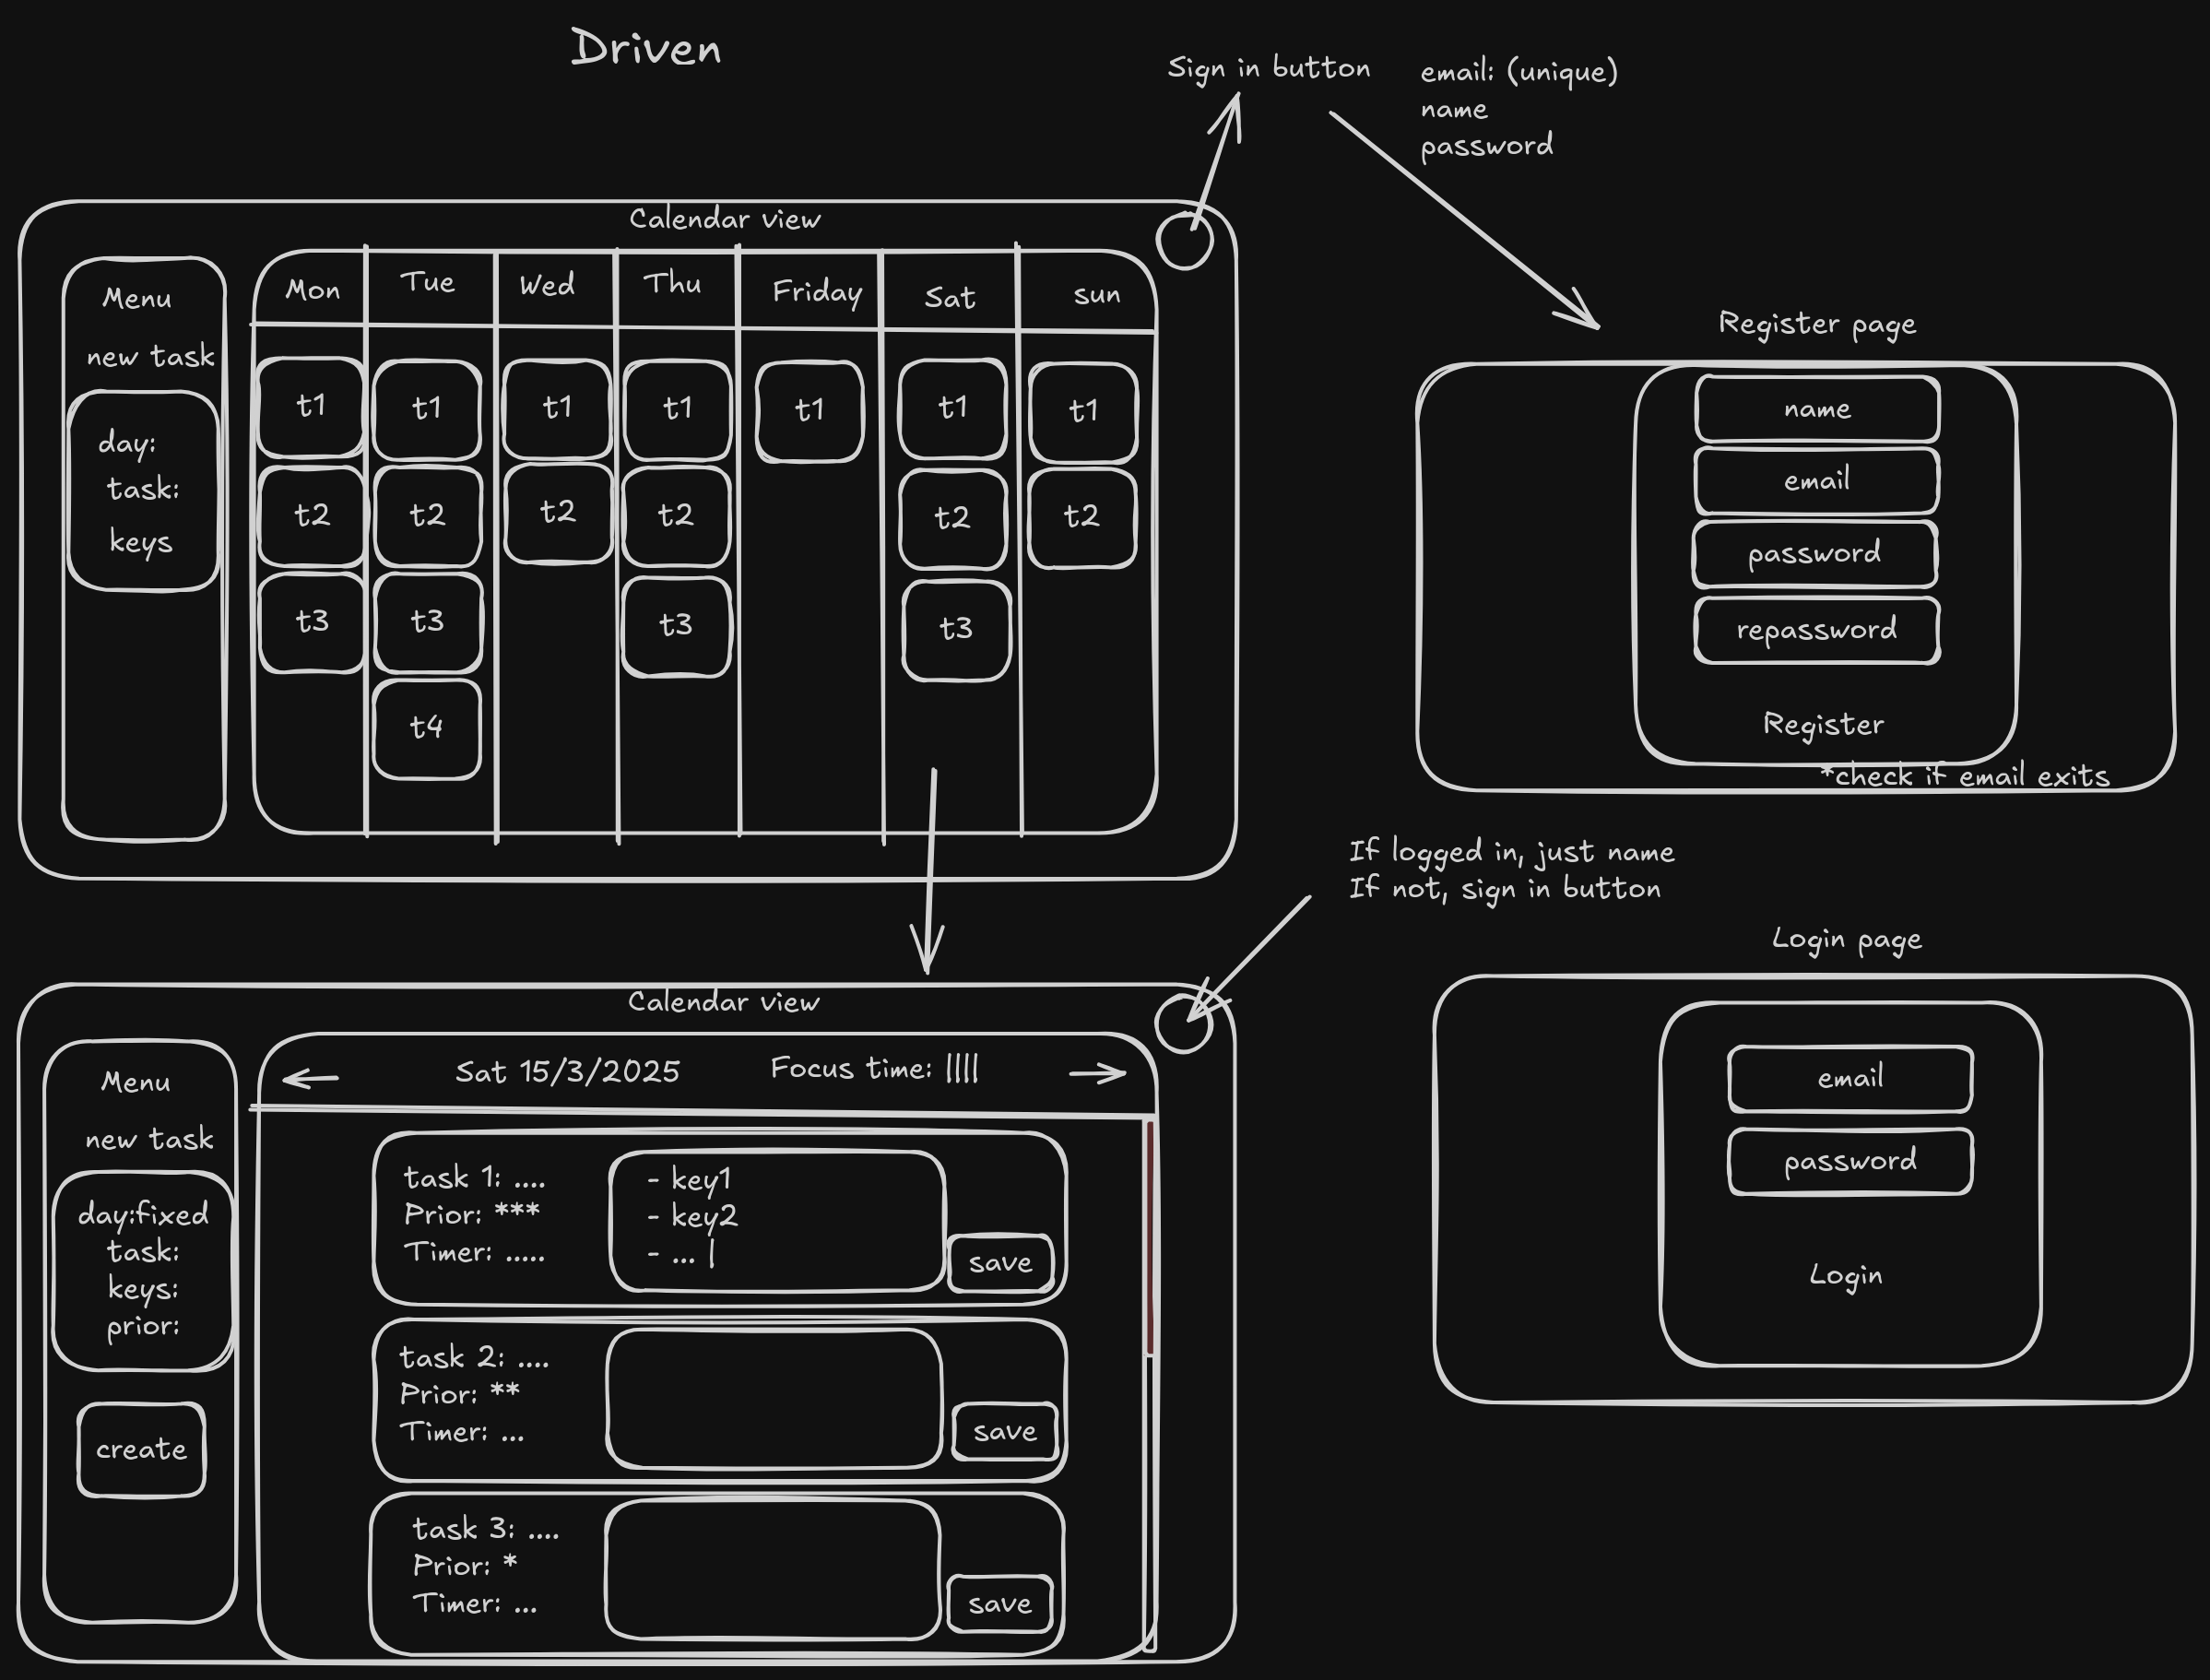 Driven
Sign in button
email: (unique)
name
password
Calendar view
Menu
new task
day:
task:
keys
Mon Tue Wed Thu Friday Sat sun
t1 t1 t1 t1 t1 t1 t1
t2 t2 t2 t2 t2 t2
t3 t3 t3 t3
t4
Register page
name
email
password
repassword
Register
*check if email exits
If logged in, just name
If not, sign in button
Calendar view
Menu
new task
day:fixed
task:
keys:
prior:
create
Sat 15/3/2025 Focus time: ||||
task 1: ....
Prior: ***
Timer: .....
- key1
- key2
- ... |
save
task 2: ....
Prior: **
Timer: ...
save
task 3: ....
Prior: *
Timer: ...
save
Login page
email
password
Login